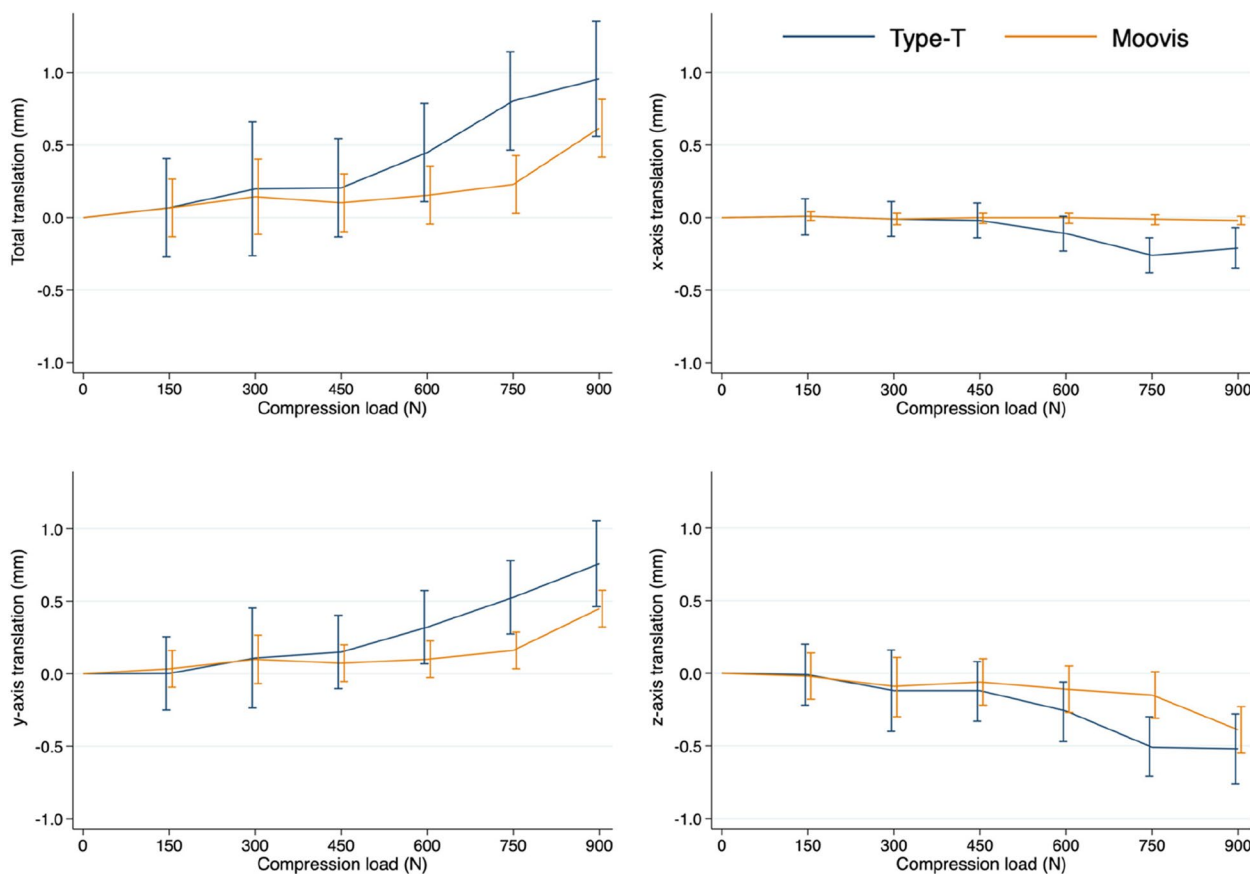 Type-T Moovis
Total translation (mm)
1.0
0.5
0.0
-0.5
-1.0
0 150 300 450 600 750 900
Compression load (N)
x-axis translation (mm)
1.0
0.5
0.0
-0.5
-1.0
0 150 300 450 600 750 900
Compression load (N)
y-axis translation (mm)
1.0
0.5
0.0
-0.5
-1.0
0 150 300 450 600 750 900
Compression load (N)
z-axis translation (mm)
1.0
0.5
0.0
-0.5
-1.0
0 150 300 450 600 750 900
Compression load (N)